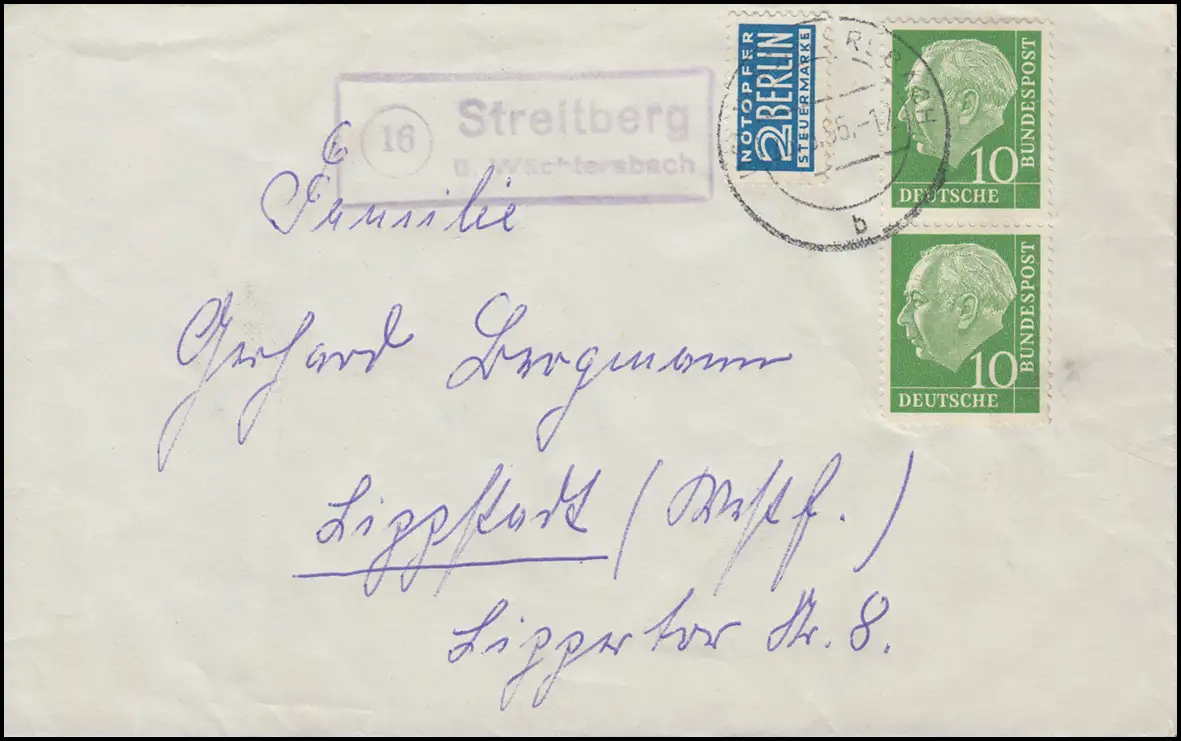 16
Streitberg
ü. Wächtersbach
NOTOPFER
2 BERLIN
STEUERMARKE
b
10
DEUTSCHE
BUNDESPOST
10
DEUTSCHE
BUNDESPOST
Familie
Gerhard Bergmann
Lippstadt (Westf.)
Lippertor Str. 8.